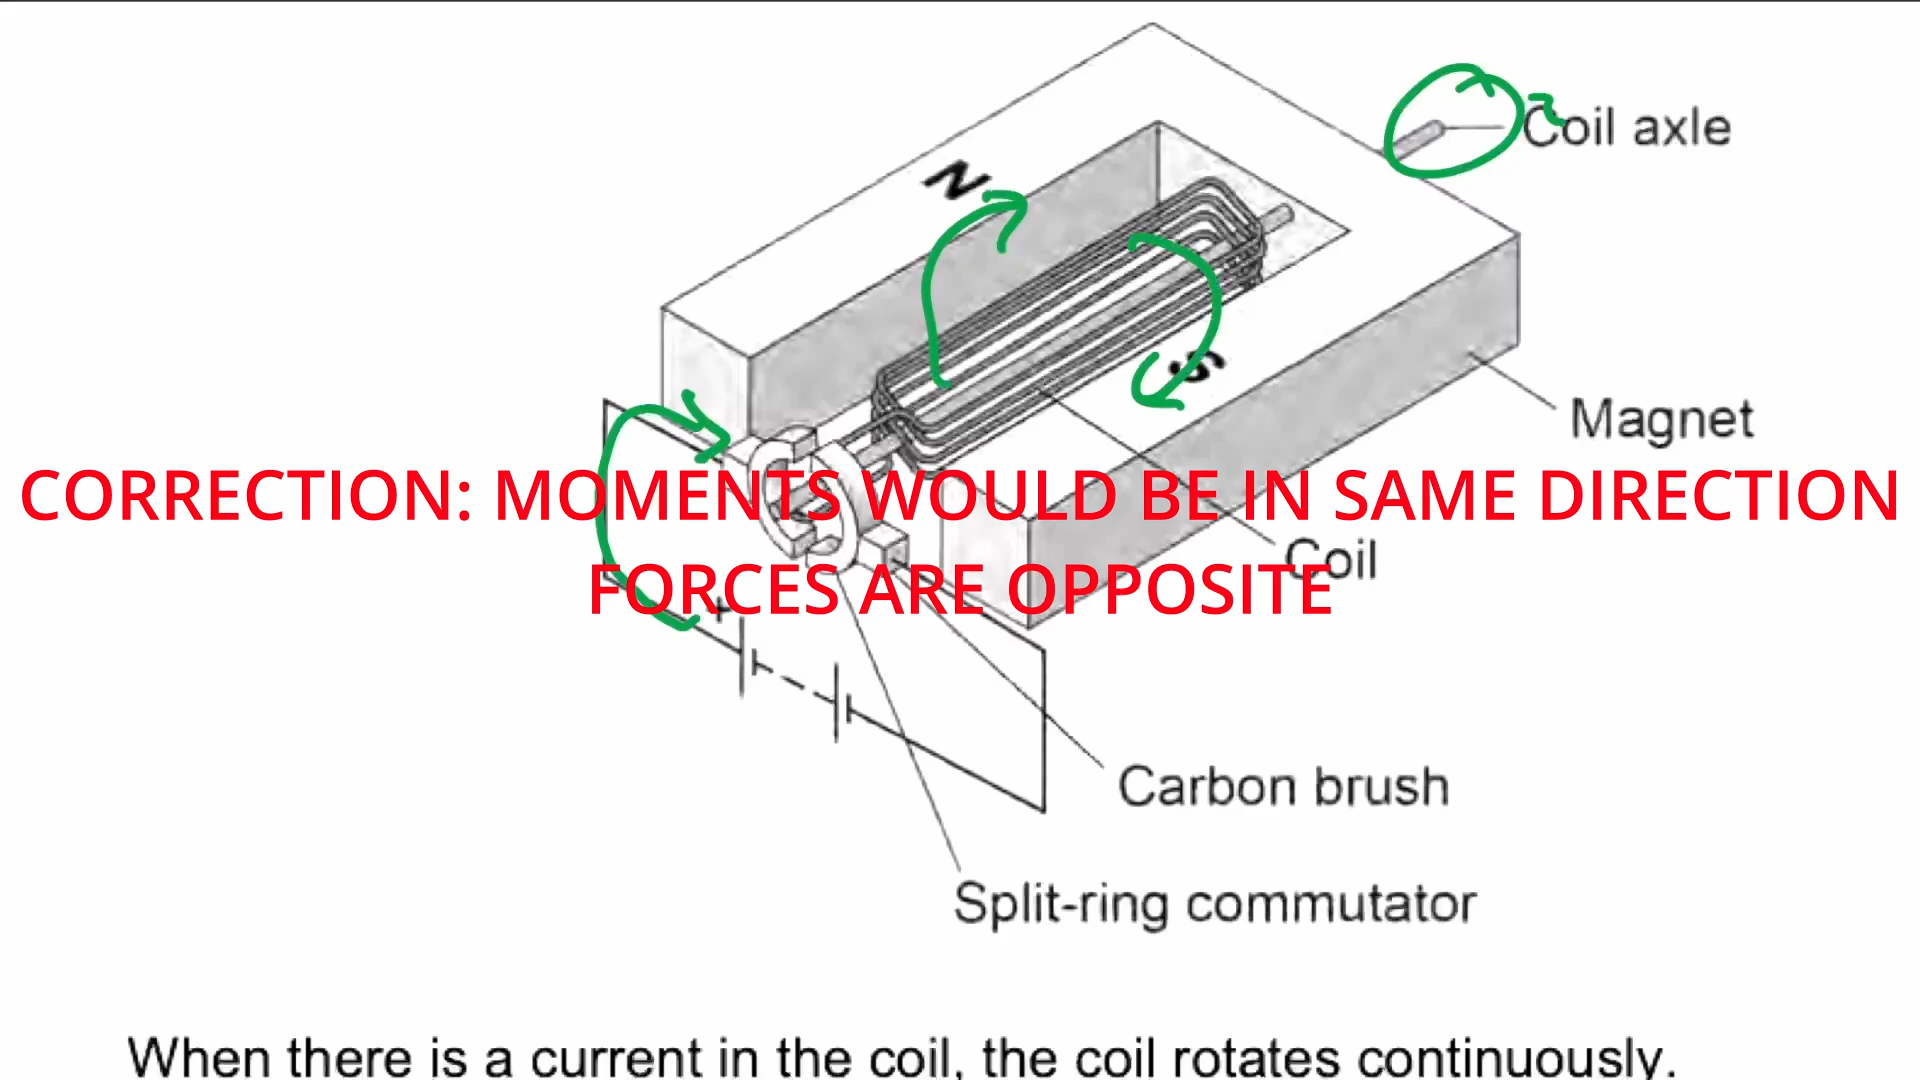 N
Coil axle
S
Magnet
CORRECTION: MOMENTS WOULD BE IN SAME DIRECTION
FORCES ARE OPPOSITE
Coil
+
Carbon brush
Split-ring commutator
When there is a current in the coil, the coil rotates continuously.